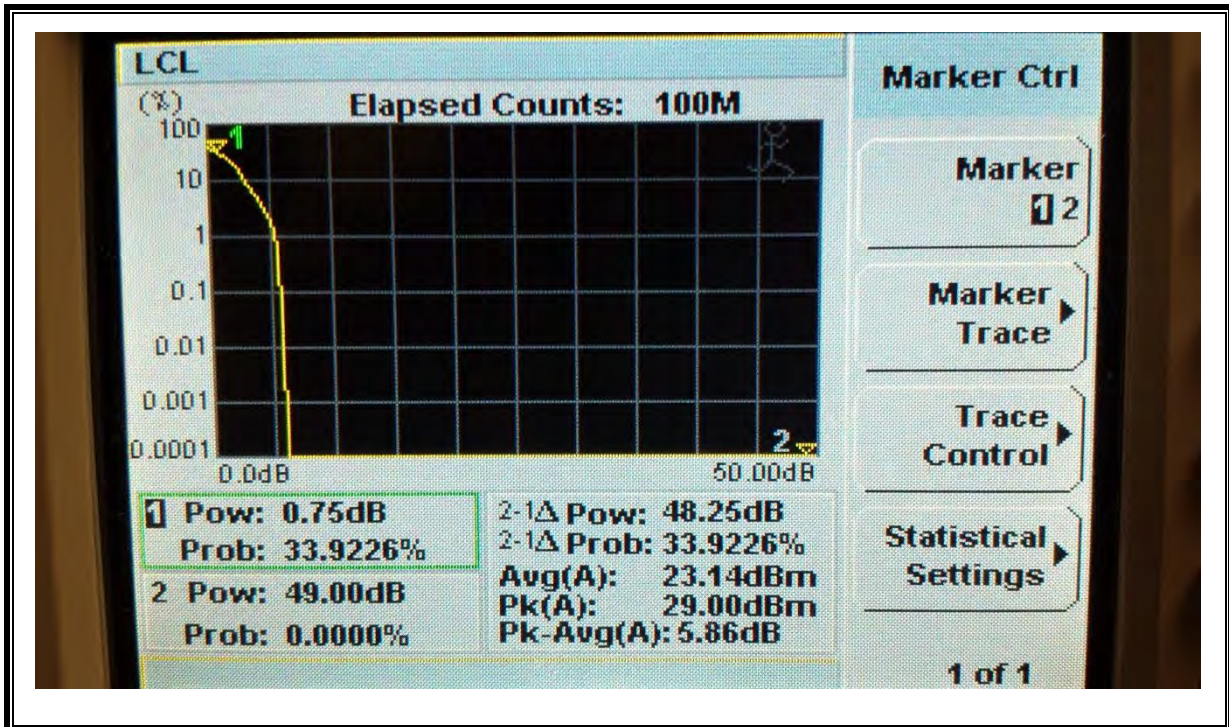 LCL
Marker Ctrl
(%)
Elapsed Counts: 100M
100
1
10
1
0.1
0.01
0.001
0.0001
2
0.0dB
50.00dB
1 Pow: 0.75dB
Prob: 33.9226%
2 Pow: 49.00dB
Prob: 0.0000%
2-1Δ Pow: 48.25dB
2-1Δ Prob: 33.9226%
Avg(A): 23.14dBm
Pk(A): 29.00dBm
Pk-Avg(A): 5.86dB
Marker
1 2
Marker
Trace
Trace
Control
Statistical
Settings
1 of 1